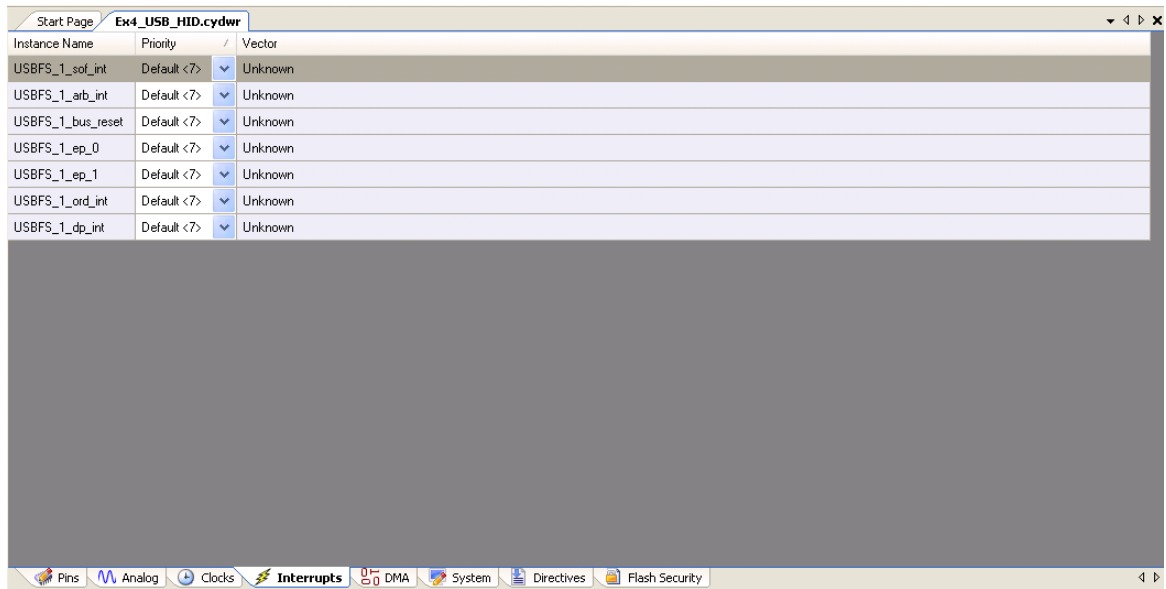 Start Page Ex4_USB_HID.cydwr
Instance Name Priority Vector
USBFS_1_sof_int Default <7> Unknown
USBFS_1_arb_int Default <7> Unknown
USBFS_1_bus_reset Default <7> Unknown
USBFS_1_ep_0 Default <7> Unknown
USBFS_1_ep_1 Default <7> Unknown
USBFS_1_ord_int Default <7> Unknown
USBFS_1_dp_int Default <7> Unknown
Pins Analog Clocks Interrupts DMA System Directives Flash Security